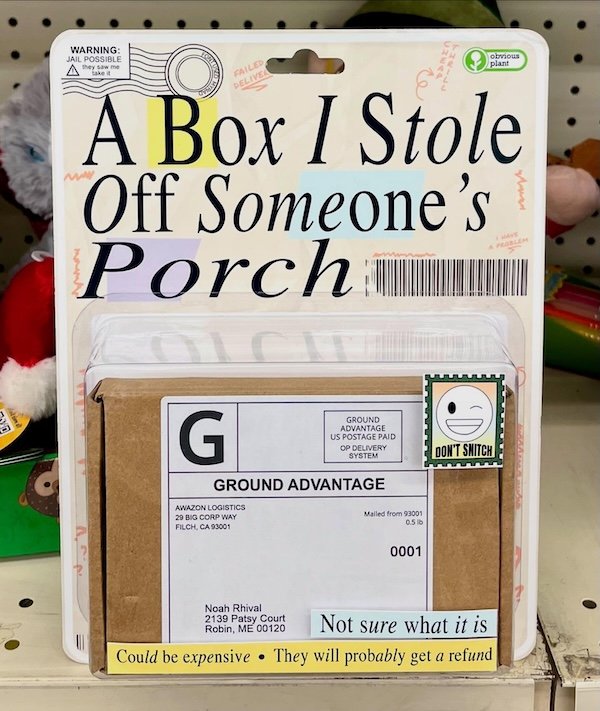 WARNING:
JAIL POSSIBLE
they saw me
take it
FAILED
DELIVERY
CHEAP
THRILL
obvious
plant
A Box I Stole
Off Someone's
Porch
I HAVE
A PROBLEM
G
GROUND
ADVANTAGE
US POSTAGE PAID
OP DELIVERY
SYSTEM
DON'T SNITCH
GROUND ADVANTAGE
AWAZON LOGISTICS
29 BIG CORP WAY
FILCH, CA 93001
Mailed from 93001
0.5 lb
0001
Noah Rhival
2139 Patsy Court
Robin, ME 00120
Not sure what it is
Could be expensive • They will probably get a refund